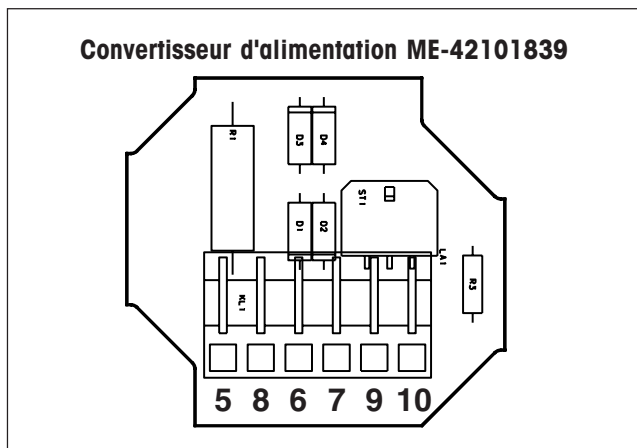 Convertisseur d'alimentation ME-42101839
R1
D3
D4
ST1
D1
D2
LA1
R3
KL1
5 8 6 7 9 10